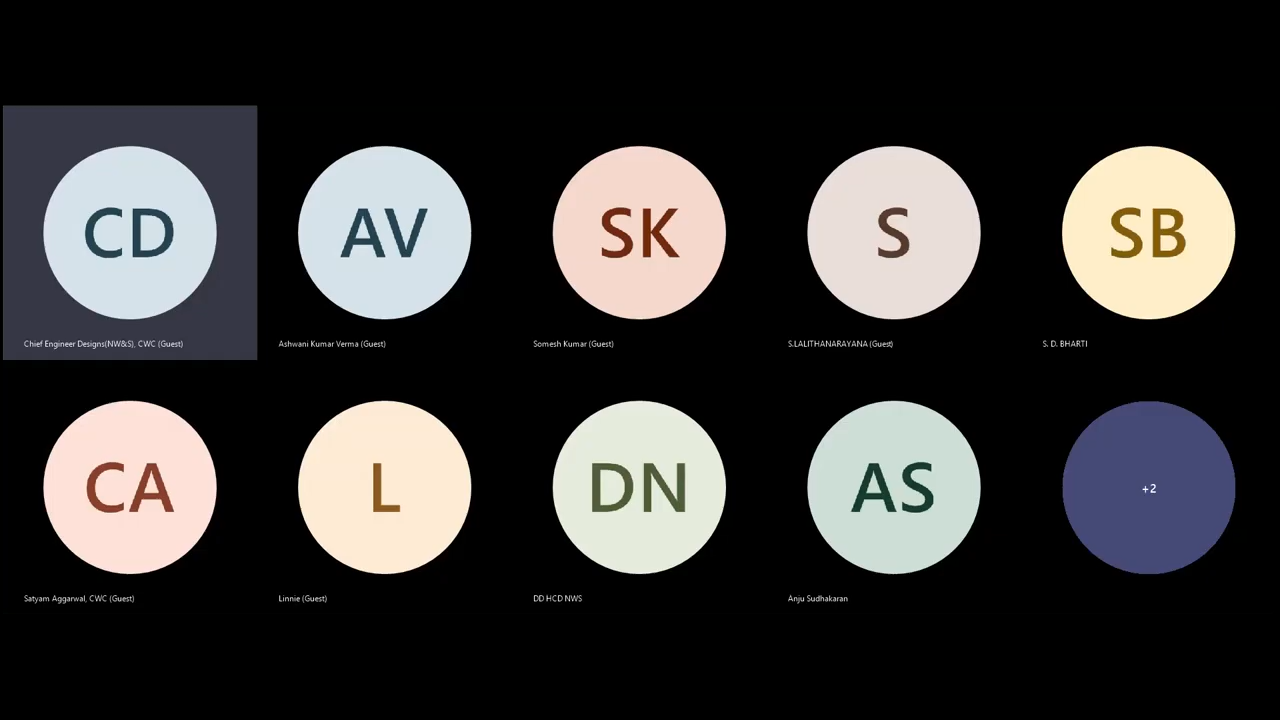 CD
AV
SK
S
SB
Chief Engineer Designs(NW&S), CWC (Guest)
Ashwani Kumar Verma (Guest)
Somesh Kumar (Guest)
S.LALITHANARAYANA (Guest)
S. D. BHARTI
CA
L
DN
AS
+2
Satyam Aggarwal, CWC (Guest)
Linnie (Guest)
DD HCD NWS
Anju Sudhakaran